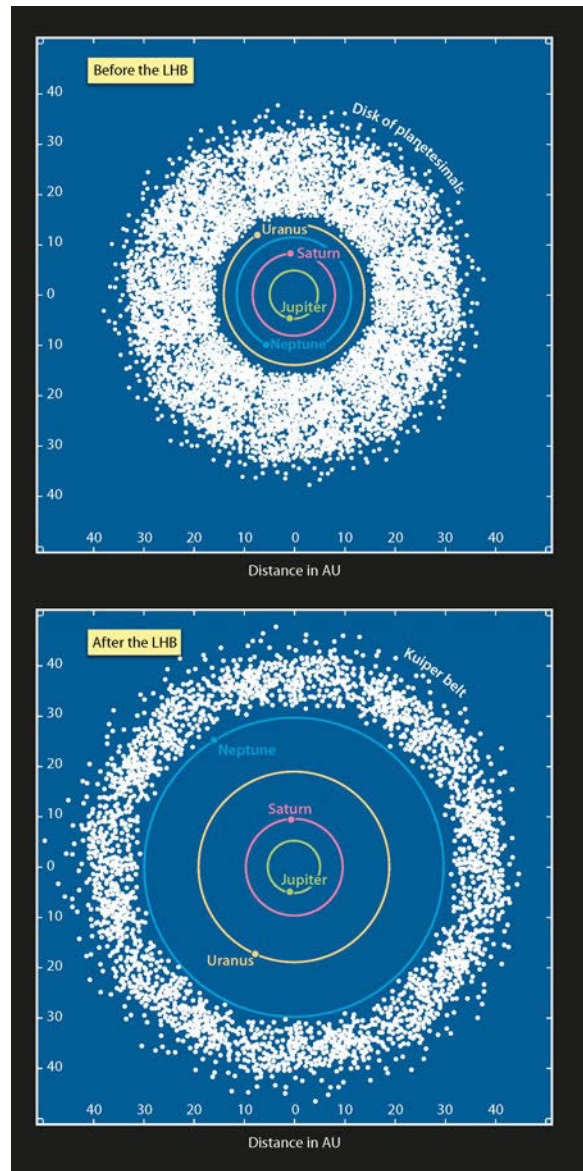 Before the LHB
Disk of planetesimals
40
30
20
10
0
10
20
30
40
Uranus
Saturn
Jupiter
Neptune
40 30 20 10 0 10 20 30 40
Distance in AU
After the LHB
Kuiper belt
40
30
20
10
0
10
20
30
40
Neptune
Saturn
Jupiter
Uranus
40 30 20 10 0 10 20 30 40
Distance in AU